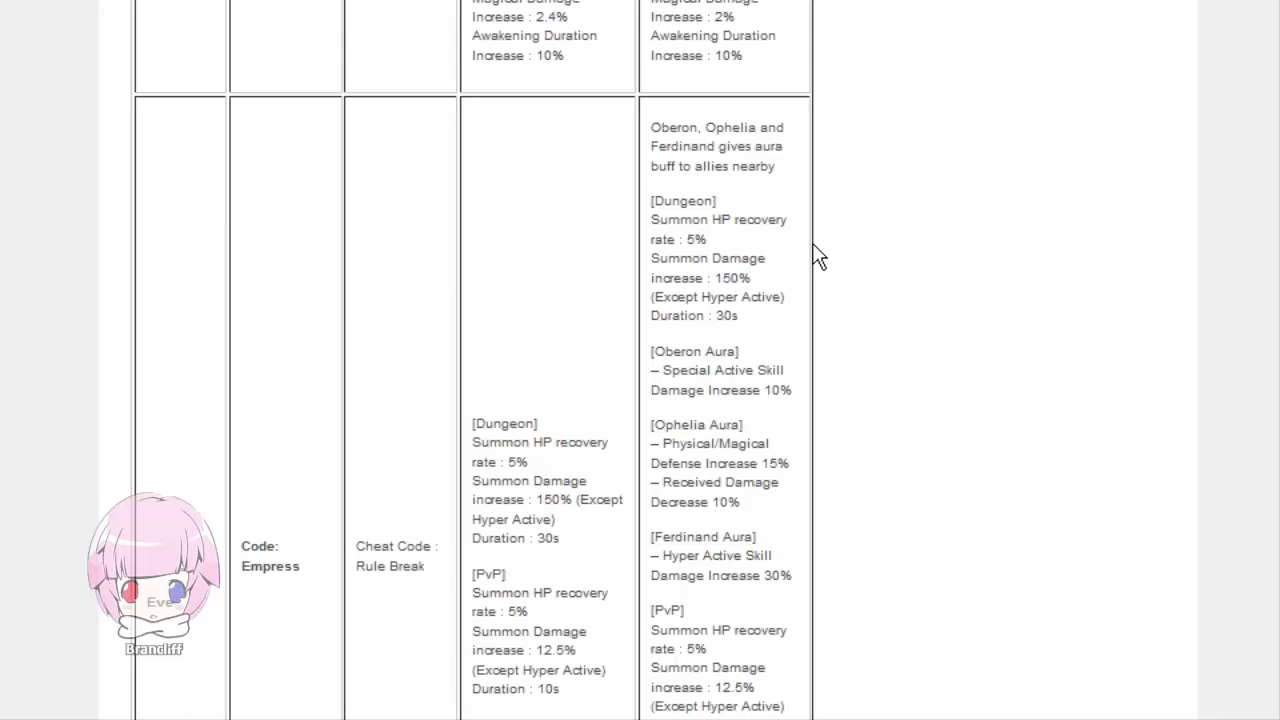 Magical Damage
Increase : 2.4%
Awakening Duration
Increase : 10%
Magical Damage
Increase : 2%
Awakening Duration
Increase : 10%
Code:
Empress
Cheat Code :
Rule Break
[Dungeon]
Summon HP recovery
rate : 5%
Summon Damage
increase : 150% (Except
Hyper Active)
Duration : 30s
[PvP]
Summon HP recovery
rate : 5%
Summon Damage
increase : 12.5%
(Except Hyper Active)
Duration : 10s
Oberon, Ophelia and
Ferdinand gives aura
buff to allies nearby
[Dungeon]
Summon HP recovery
rate : 5%
Summon Damage
increase : 150%
(Except Hyper Active)
Duration : 30s
[Oberon Aura]
– Special Active Skill
Damage Increase 10%
[Ophelia Aura]
– Physical/Magical
Defense Increase 15%
– Received Damage
Decrease 10%
[Ferdinand Aura]
– Hyper Active Skill
Damage Increase 30%
[PvP]
Summon HP recovery
rate : 5%
Summon Damage
increase : 12.5%
(Except Hyper Active)
Eve
Brandiff